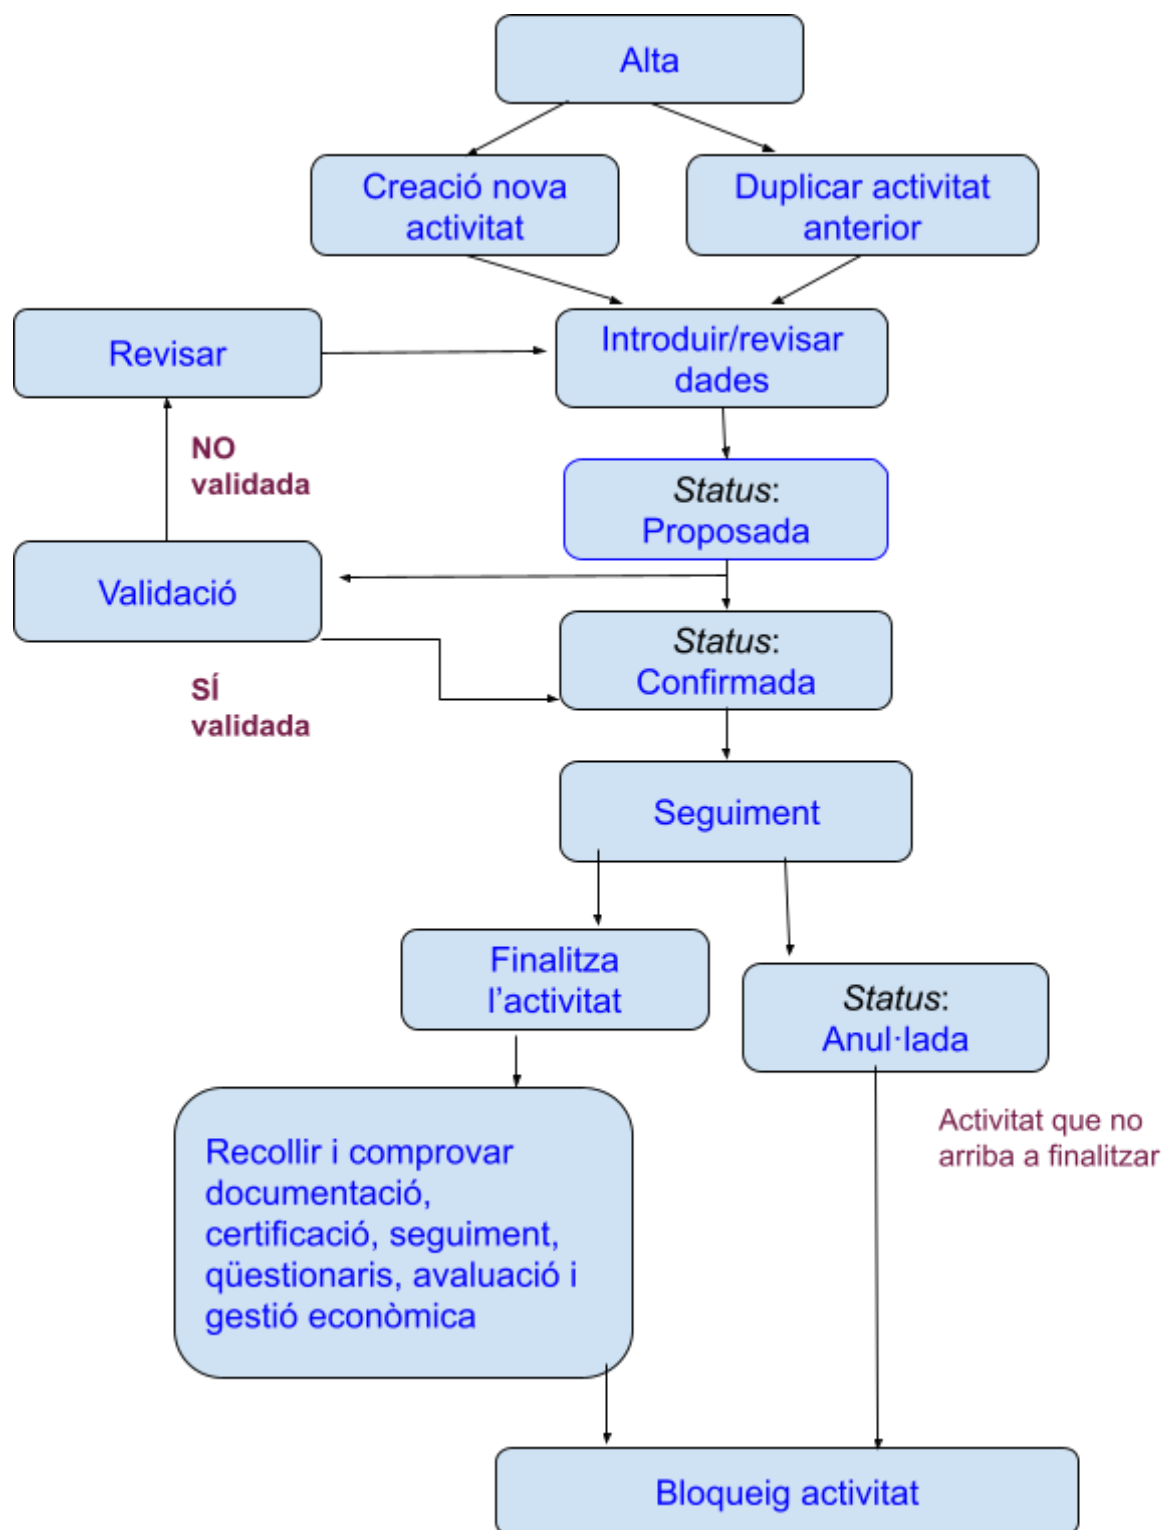 Alta
Creació nova
activitat
Duplicar activitat
anterior
Revisar
Introduir/revisar
dades
NO
validada
Status:
Proposada
Validació
Status:
Confirmada
SÍ
validada
Seguiment
Finalitza
l’activitat
Status:
Anul·lada
Activitat que no
arriba a finalitzar
Recollir i comprovar
documentació,
certificació, seguiment,
qüestionaris, avaluació i
gestió econòmica
Bloqueig activitat